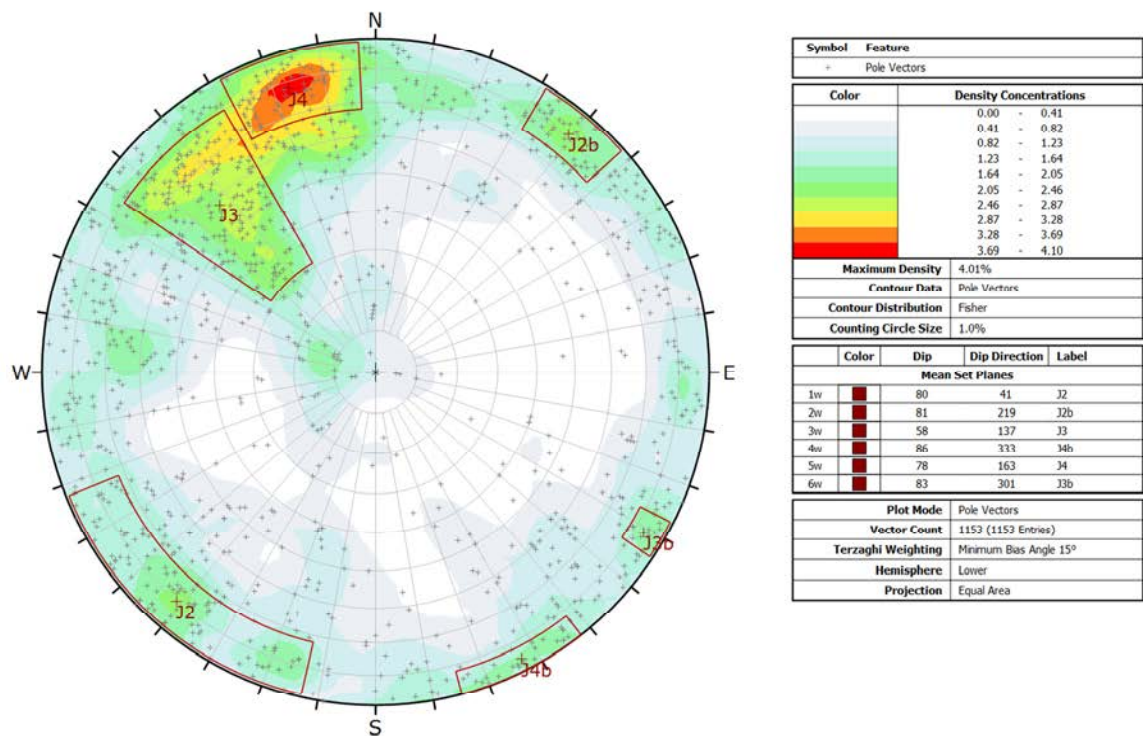 N
J4
J2b
J3
W
E
J3b
J2
J4b
S
Symbol Feature
+ Pole Vectors
Color Density Concentrations
0.00 - 0.41
0.41 - 0.82
0.82 - 1.23
1.23 - 1.64
1.64 - 2.05
2.05 - 2.46
2.46 - 2.87
2.87 - 3.28
3.28 - 3.69
3.69 - 4.10
Maximum Density 4.01%
Contour Data Pole Vectors
Contour Distribution Fisher
Counting Circle Size 1.0%
Color Dip Dip Direction Label
Mean Set Planes
1w 80 41 J2
2w 81 219 J2b
3w 58 137 J3
4w 86 333 J4b
5w 78 163 J4
6w 83 301 J3b
Plot Mode Pole Vectors
Vector Count 1153 (1153 Entries)
Terzaghi Weighting Minimum Bias Angle 15°
Hemisphere Lower
Projection Equal Area